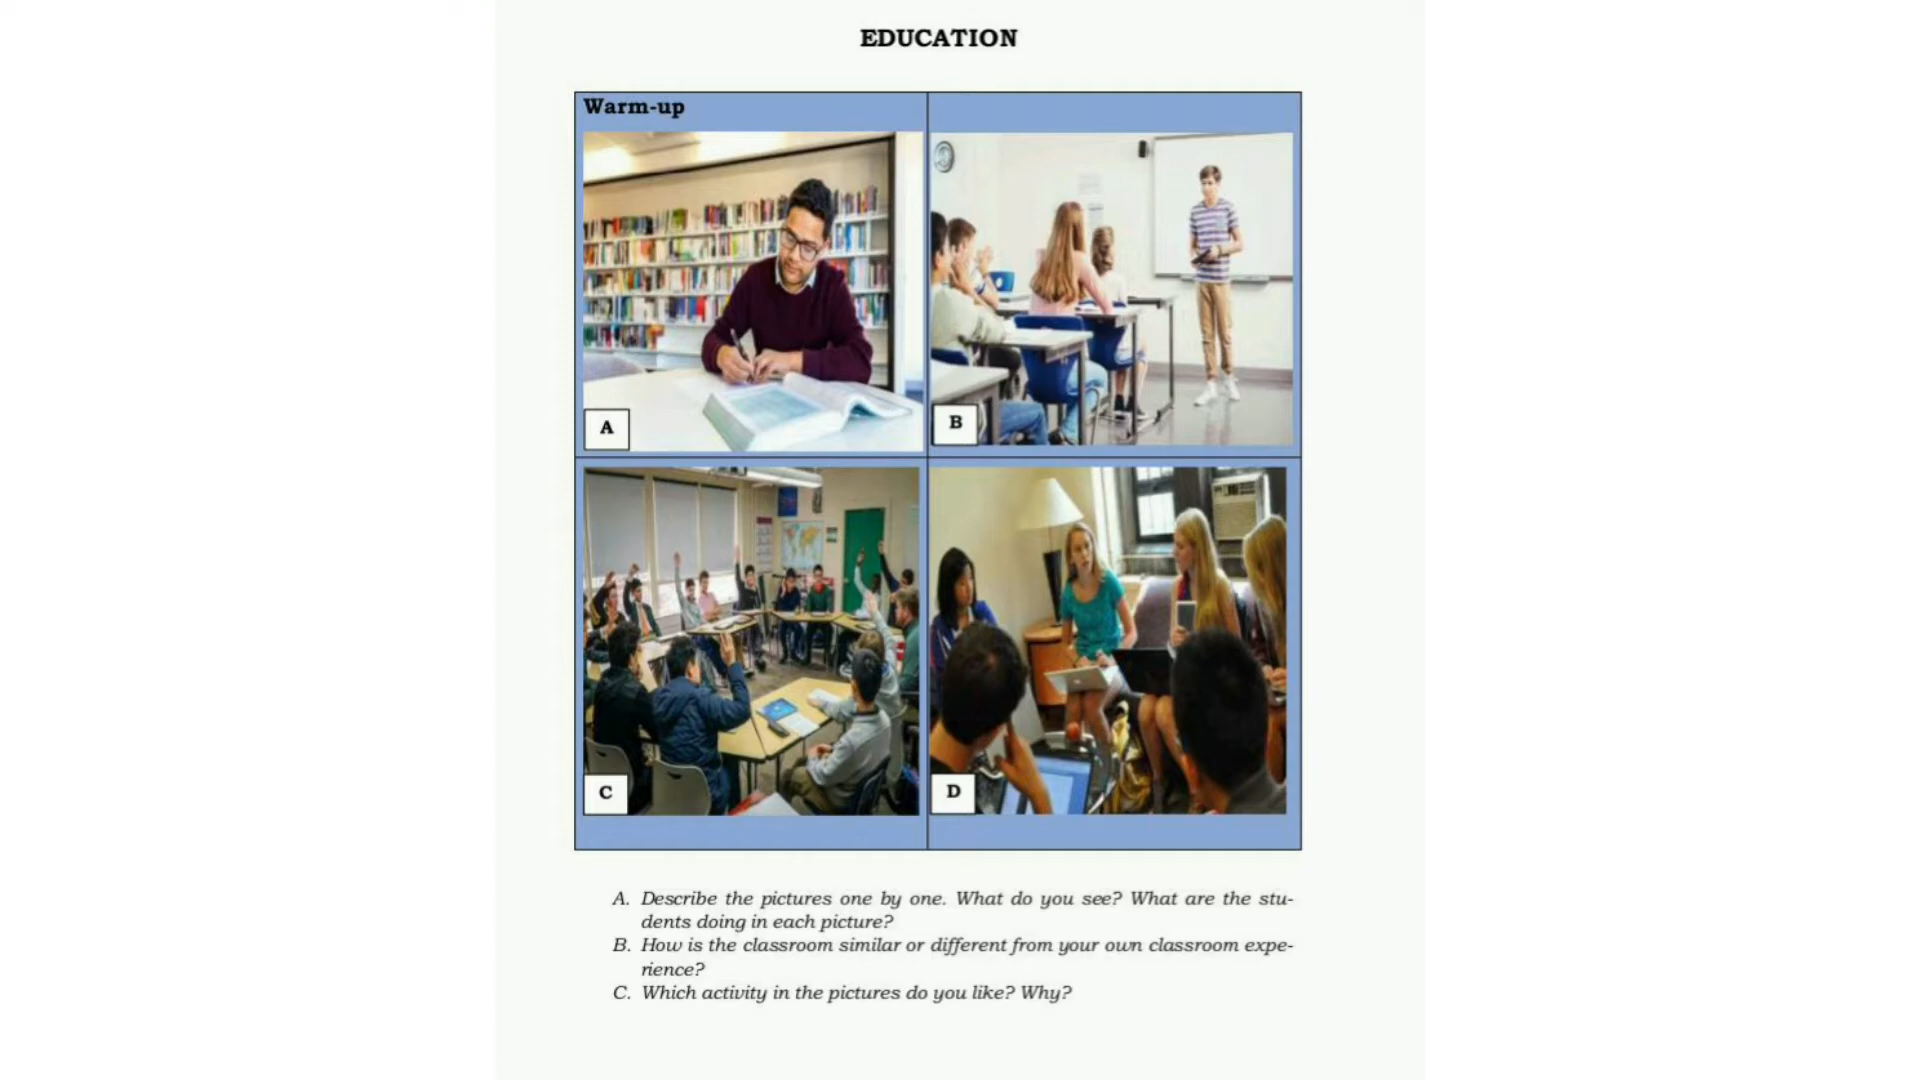 EDUCATION
Warm-up
A
B
C
D
A. Describe the pictures one by one. What do you see? What are the stu-
dents doing in each picture?
B. How is the classroom similar or different from your own classroom expe-
rience?
C. Which activity in the pictures do you like? Why?